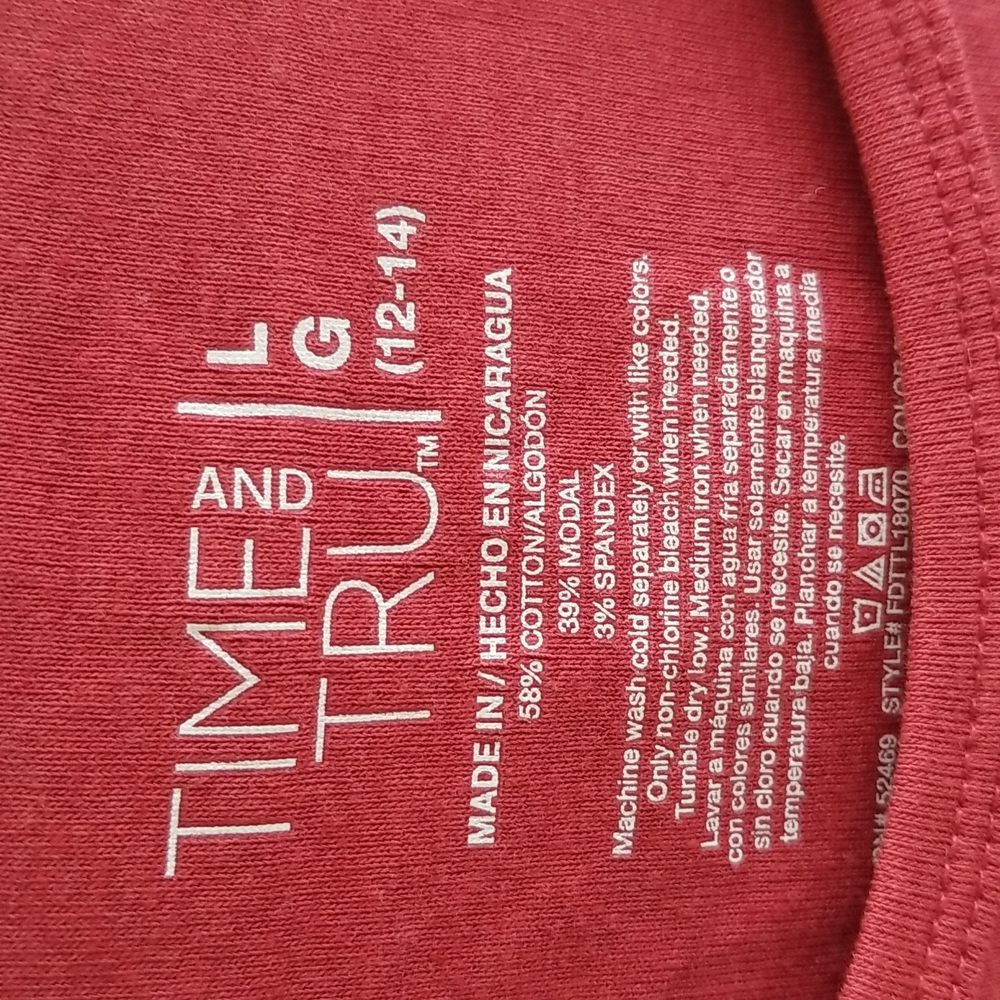 TIME AND
TRU™
L
G
(12-14)
MADE IN / HECHO EN NICARAGUA
58% COTTON/ALGODÓN
39% MODAL
3% SPANDEX
Machine wash cold separately or with like colors.
Only non-chlorine bleach when needed.
Tumble dry low. Medium iron when needed.
Lavar a máquina con agua fría separadamente o
con colores similares. Usar solamente blanqueador
sin cloro cuando se necesite. Secar en maquina a
temperatura baja. Planchar a temperatura media
cuando se necesite.
52469 STYLE# FDTTL18070